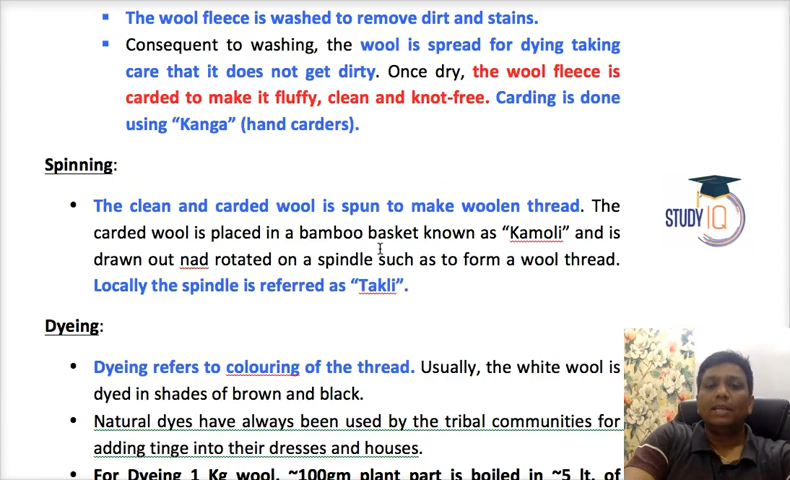 ▪ The wool fleece is washed to remove dirt and stains.
▪ Consequent to washing, the wool is spread for dying taking
care that it does not get dirty. Once dry, the wool fleece is
carded to make it fluffy, clean and knot-free. Carding is done
using “Kanga” (hand carders).
Spinning:
• The clean and carded wool is spun to make woolen thread. The
carded wool is placed in a bamboo basket known as “Kamoli” and is
drawn out nad rotated on a spindle such as to form a wool thread.
Locally the spindle is referred as “Takli”.
STUDY IQ
Dyeing:
• Dyeing refers to colouring of the thread. Usually, the white wool is
dyed in shades of brown and black.
• Natural dyes have always been used by the tribal communities for
adding tinge into their dresses and houses.
• For Dyeing 1 Kg wool, ~100gm plant part is boiled in ~5 lt. of